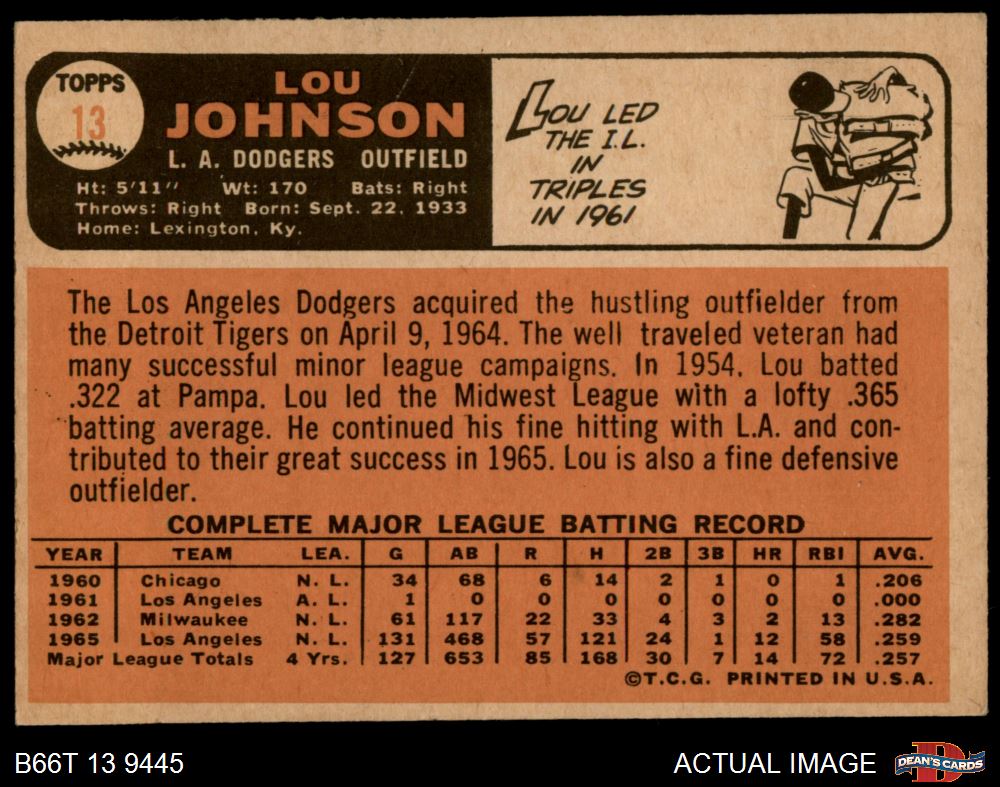 TOPPS
13
LOU
JOHNSON
L. A. DODGERS OUTFIELD
Ht: 5'11" Wt: 170 Bats: Right
Throws: Right Born: Sept. 22, 1933
Home: Lexington, Ky.
LOU LED
THE I.L.
IN
TRIPLES
IN 1961
The Los Angeles Dodgers acquired the hustling outfielder from
the Detroit Tigers on April 9, 1964. The well traveled veteran had
many successful minor league campaigns. In 1954, Lou batted
.322 at Pampa. Lou led the Midwest League with a lofty .365
batting average. He continued his fine hitting with L.A. and con-
tributed to their great success in 1965. Lou is also a fine defensive
outfielder.
COMPLETE MAJOR LEAGUE BATTING RECORD
YEAR TEAM LEA. G AB R H 2B 3B HR RBI AVG.
1960 Chicago N. L. 34 68 6 14 2 1 0 1 .206
1961 Los Angeles A. L. 1 0 0 0 0 0 0 0 .000
1962 Milwaukee N. L. 61 117 22 33 4 3 2 13 .282
1965 Los Angeles N. L. 131 468 57 121 24 1 12 58 .259
Major League Totals 4 Yrs. 127 653 85 168 30 7 14 72 .257
©T.C.G. PRINTED IN U.S.A.
B66T 13 9445
ACTUAL IMAGE
D
DEAN'S CARDS